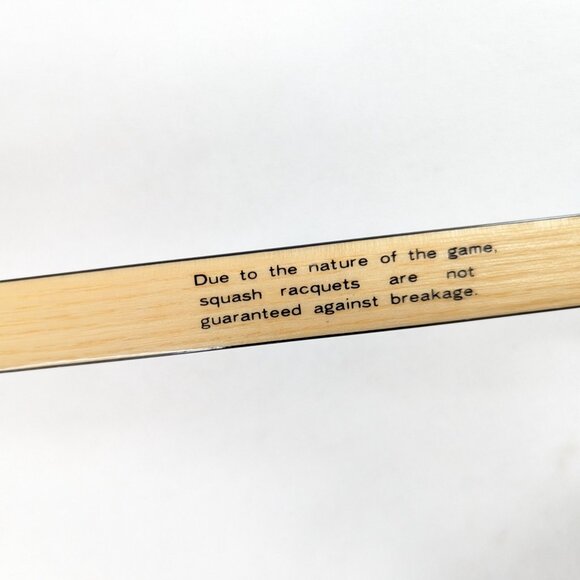 Due to the nature of the game,
squash racquets are not
guaranteed against breakage.